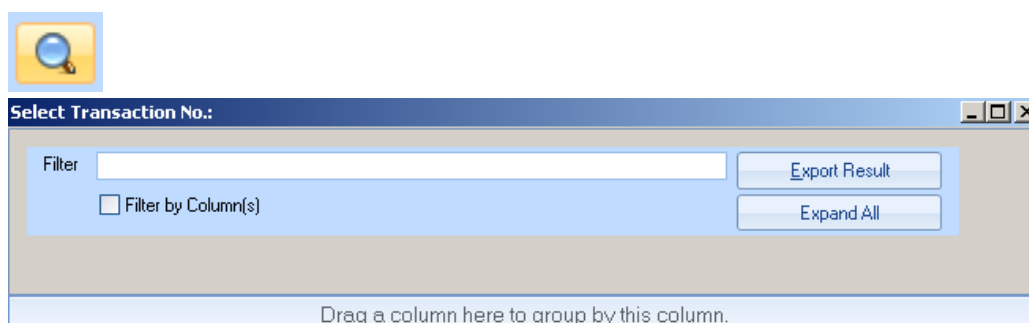 Select Transaction No.:
Filter
Export Result
Filter by Column(s)
Expand All
Drag a column here to group by this column.